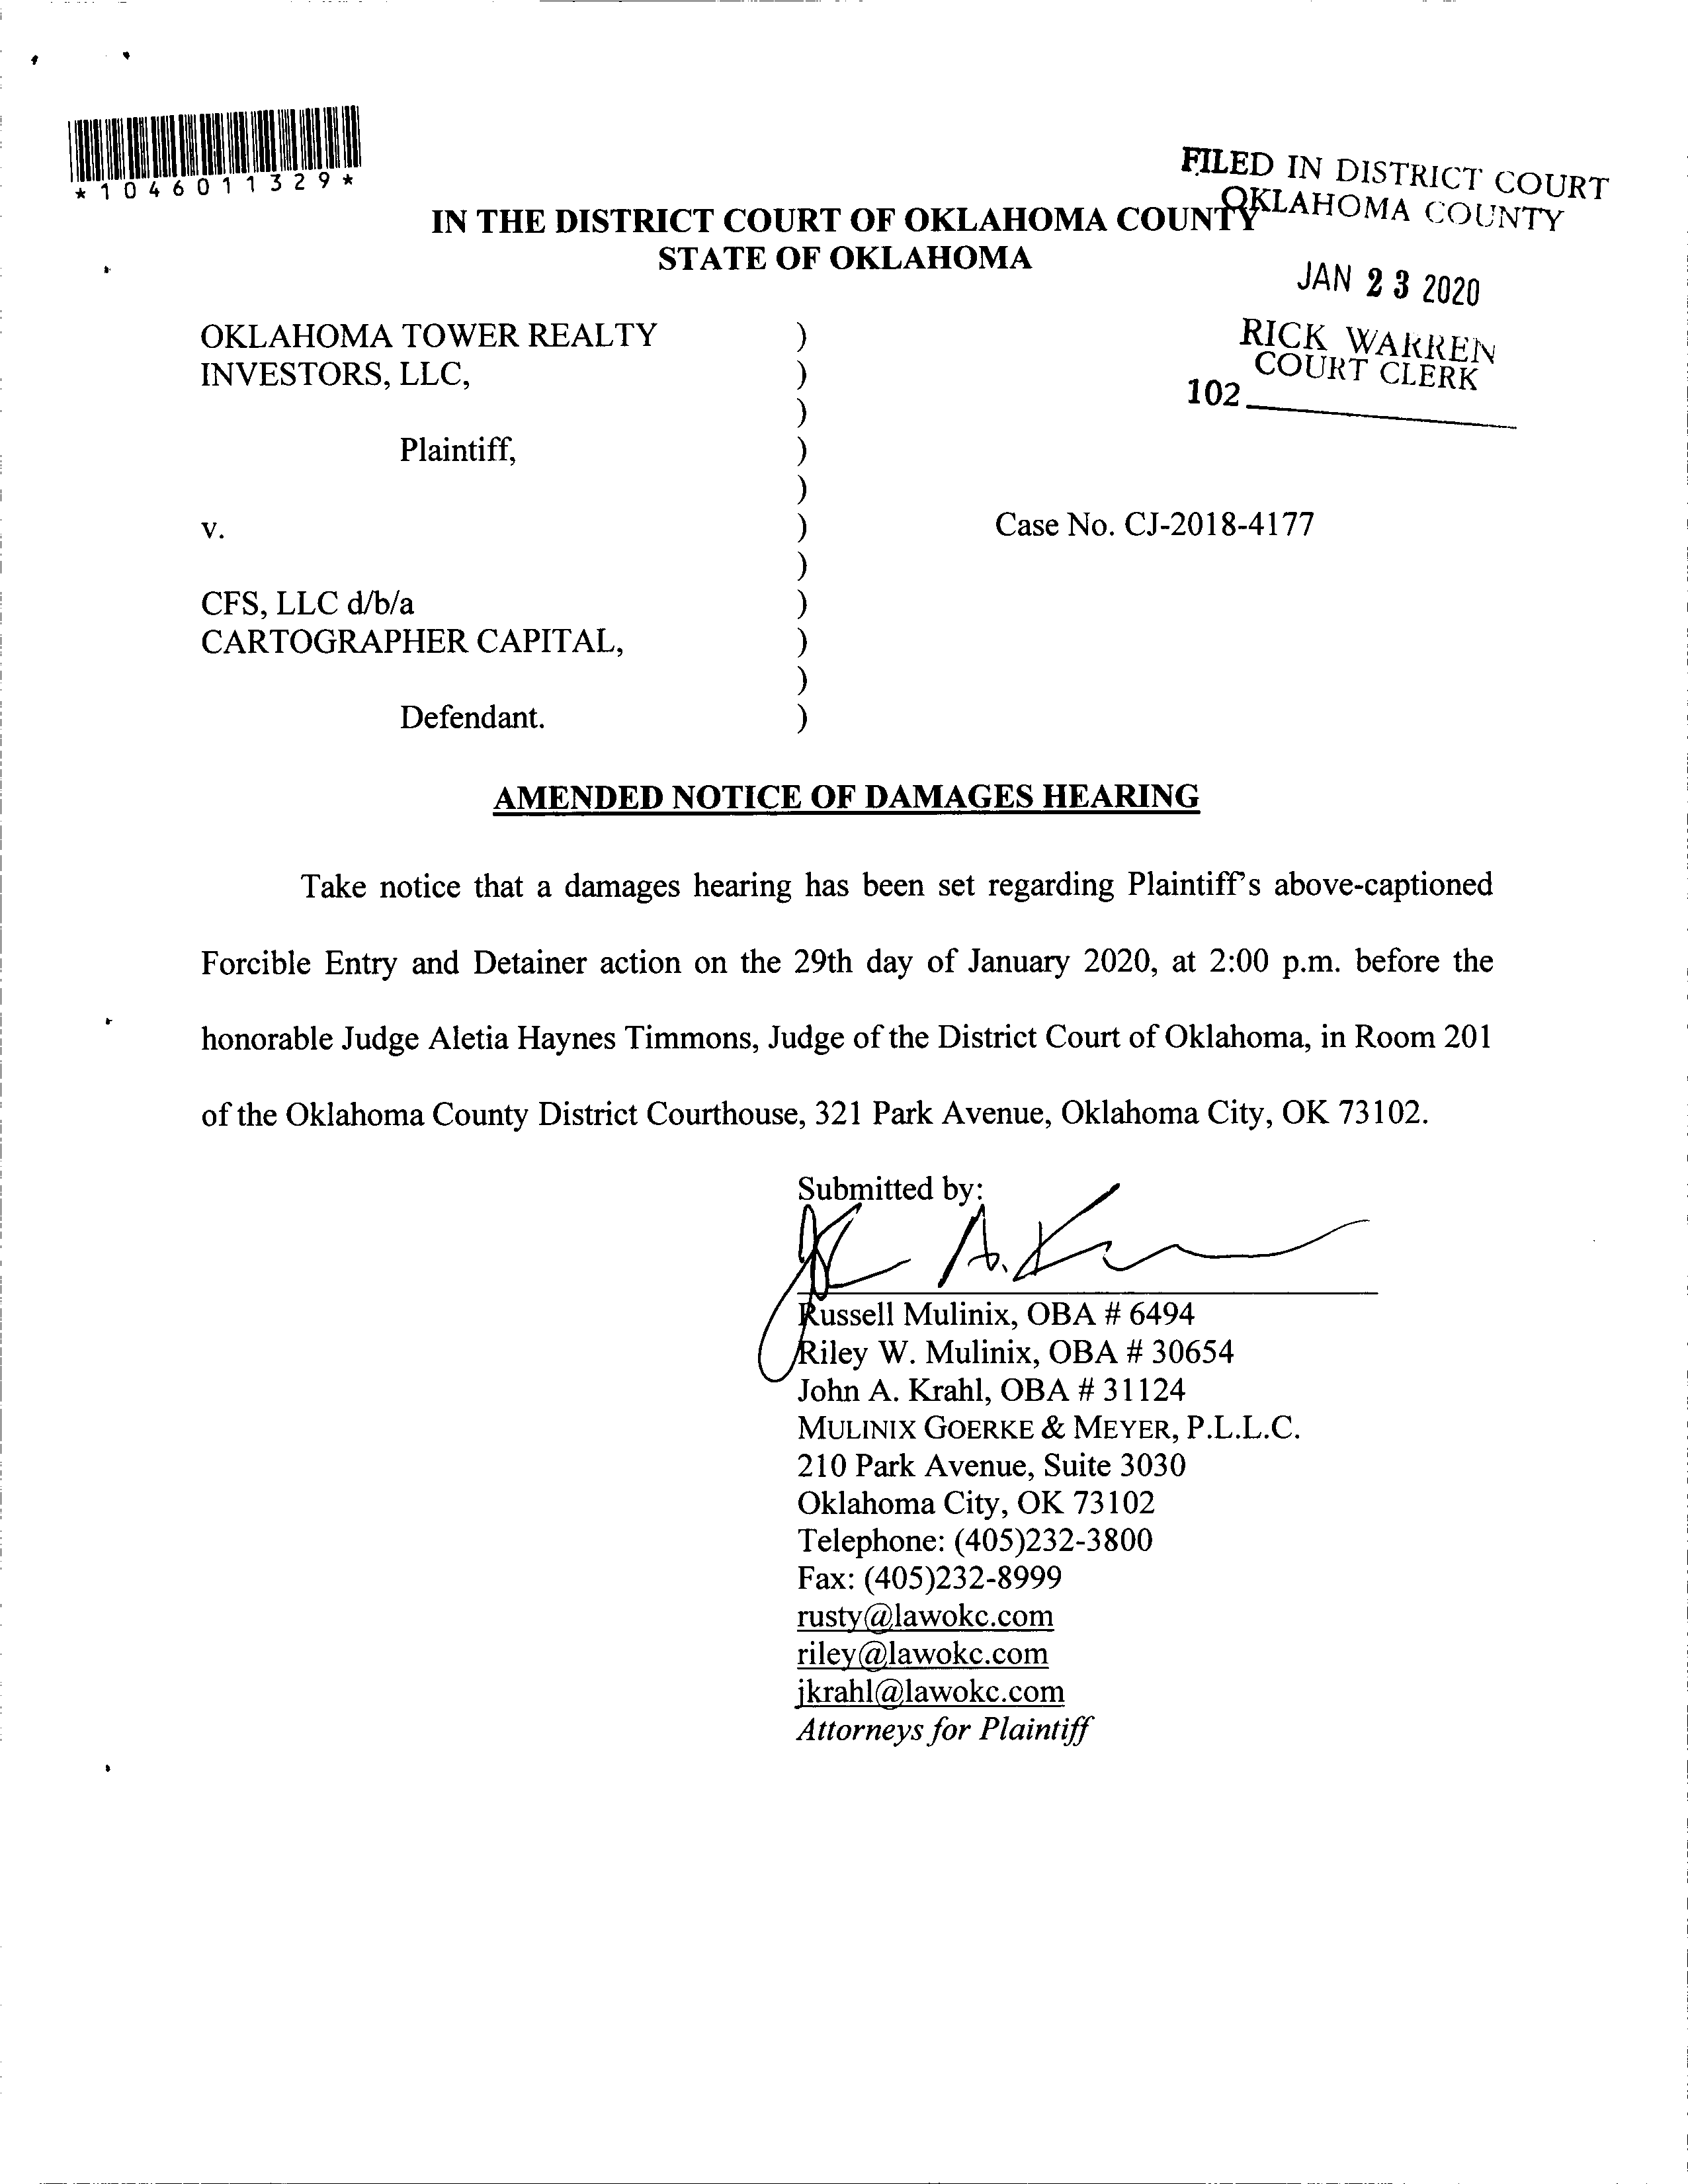 *1046011329*
FILED IN DISTRICT COURT
OKLAHOMA COUNTY
IN THE DISTRICT COURT OF OKLAHOMA COUNTY
STATE OF OKLAHOMA
JAN 23 2020
RICK WARREN
COURT CLERK
102
OKLAHOMA TOWER REALTY )
INVESTORS, LLC, )
)
Plaintiff, )
)
v. ) Case No. CJ-2018-4177
)
CFS, LLC d/b/a )
CARTOGRAPHER CAPITAL, )
)
Defendant. )
AMENDED NOTICE OF DAMAGES HEARING
Take notice that a damages hearing has been set regarding Plaintiff's above-captioned
Forcible Entry and Detainer action on the 29th day of January 2020, at 2:00 p.m. before the
honorable Judge Aletia Haynes Timmons, Judge of the District Court of Oklahoma, in Room 201
of the Oklahoma County District Courthouse, 321 Park Avenue, Oklahoma City, OK 73102.
Submitted by:
Russell Mulinix, OBA # 6494
Riley W. Mulinix, OBA # 30654
John A. Krahl, OBA # 31124
MULINIX GOERKE & MEYER, P.L.L.C.
210 Park Avenue, Suite 3030
Oklahoma City, OK 73102
Telephone: (405)232-3800
Fax: (405)232-8999
rusty@lawokc.com
riley@lawokc.com
jkrahl@lawokc.com
Attorneys for Plaintiff